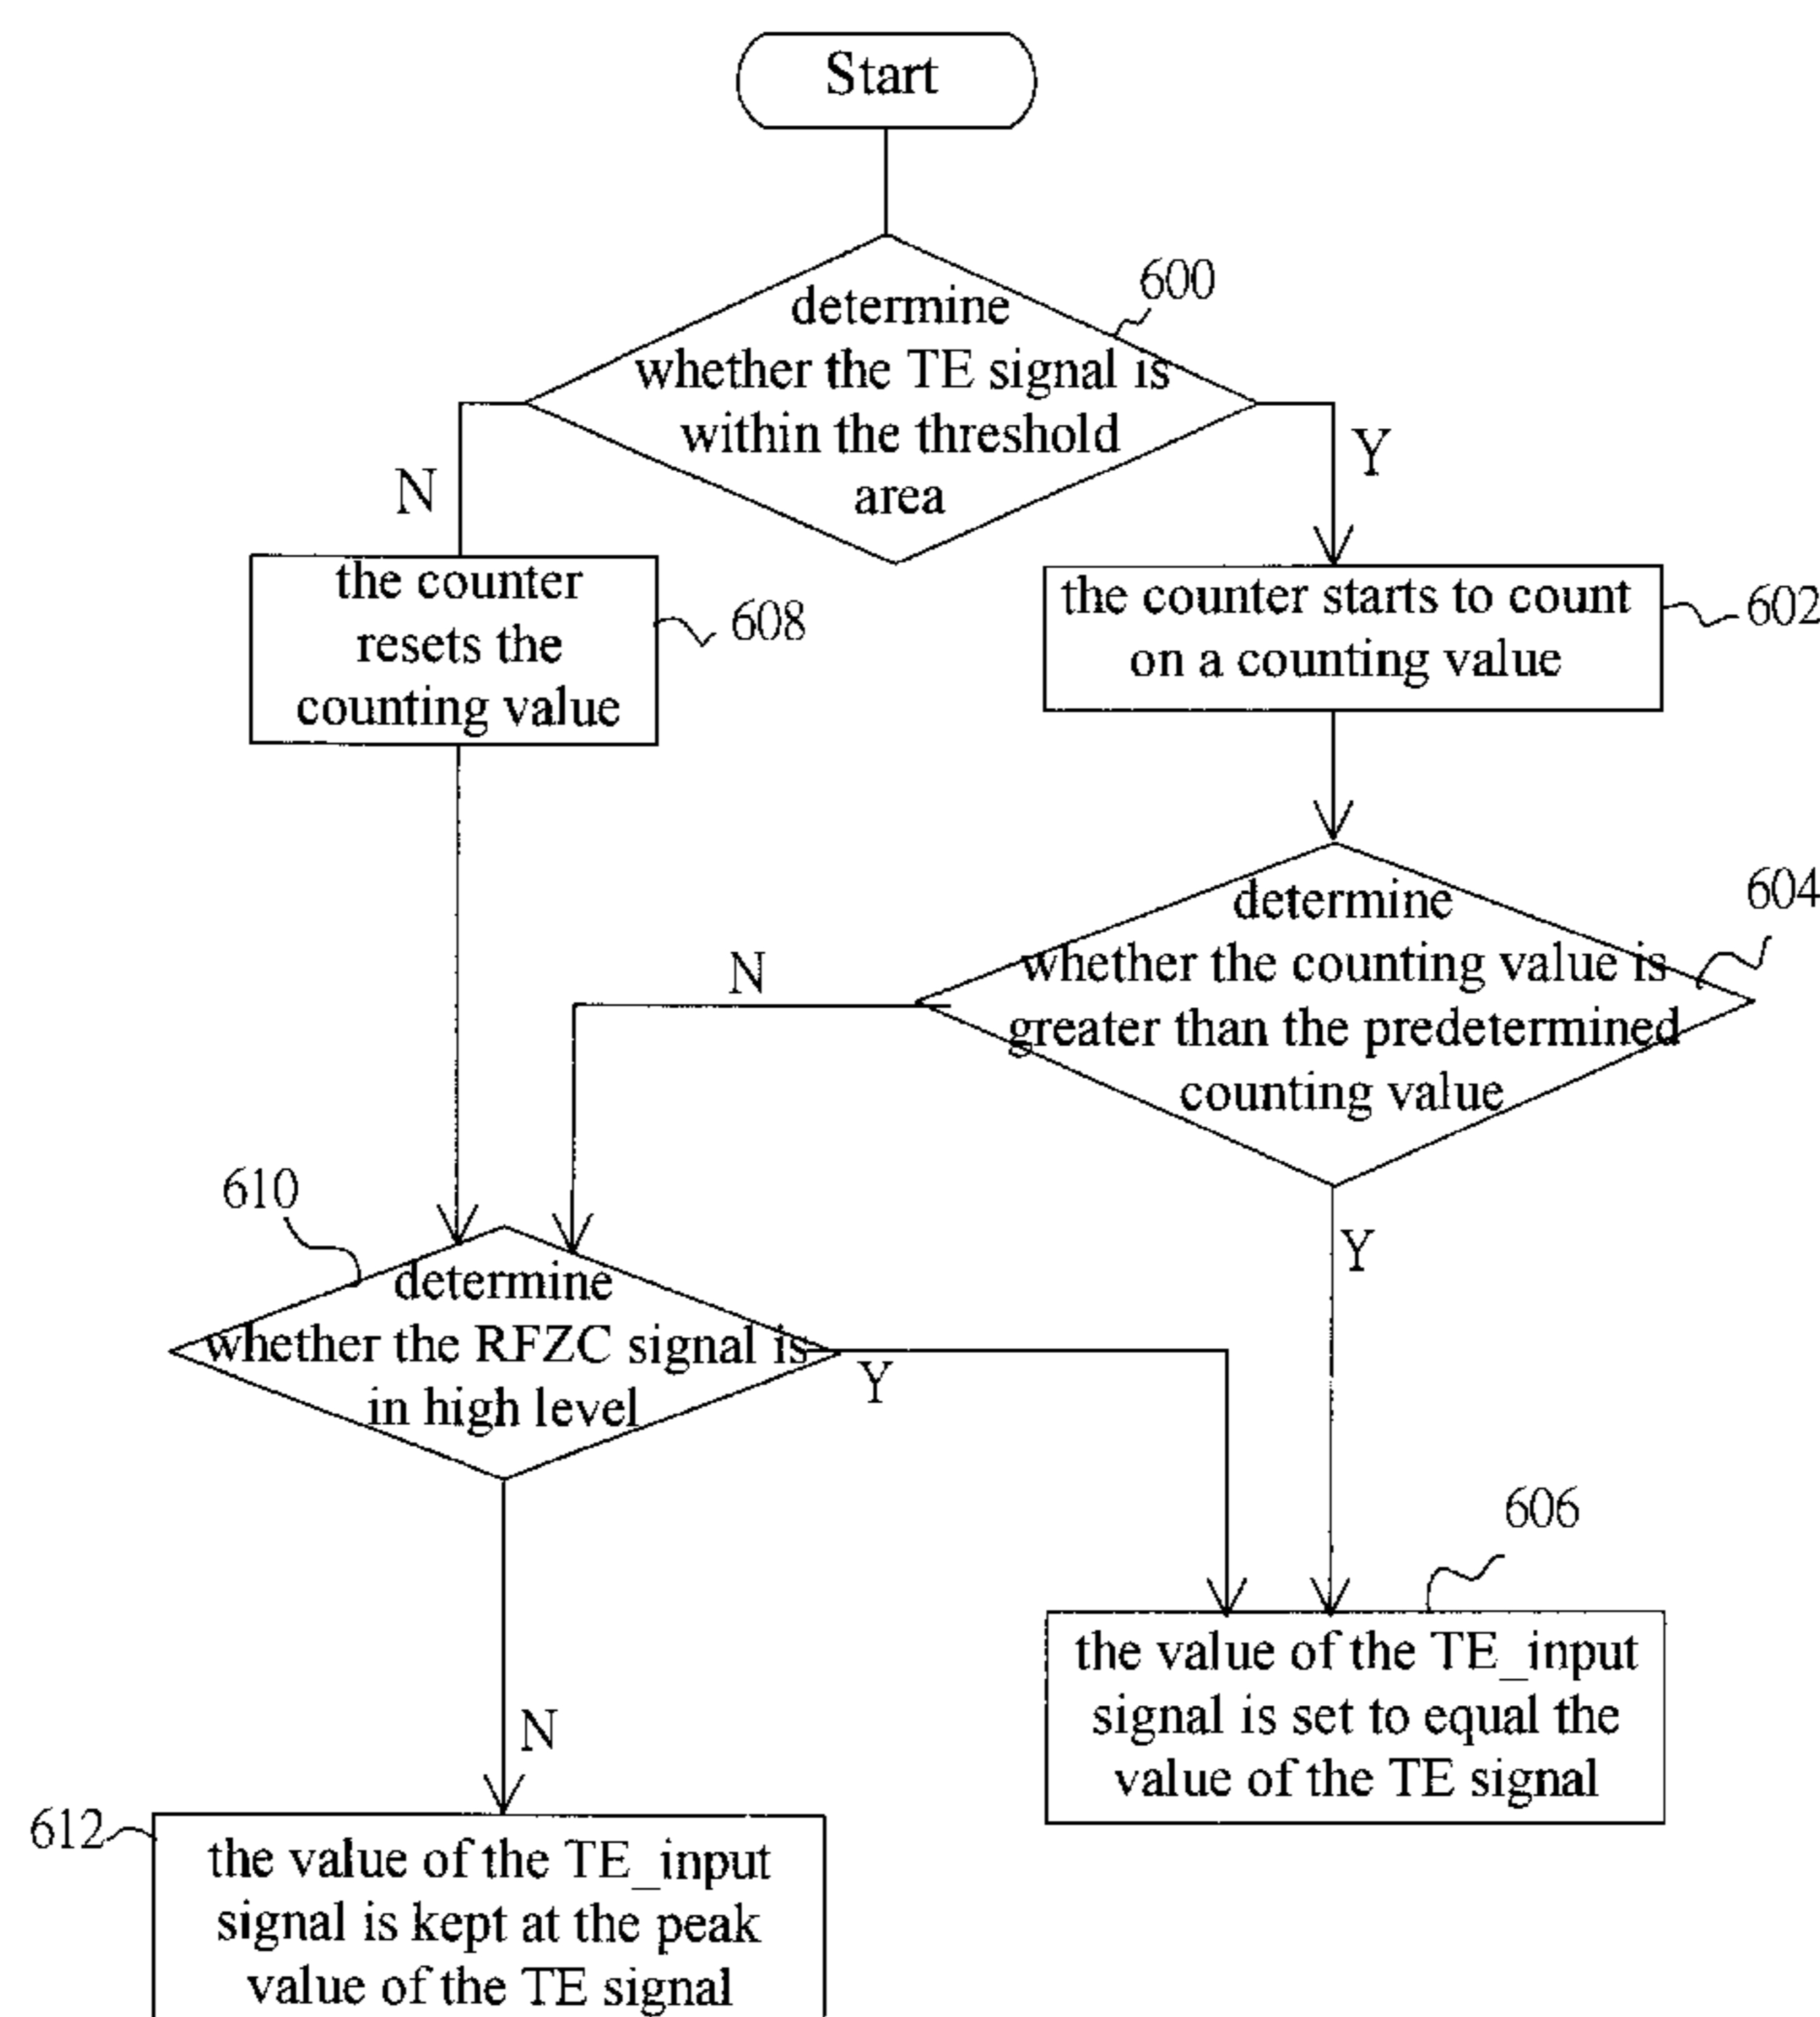 Start
600
determine
whether the TE signal is
within the threshold
area
N
Y
the counter
resets the
counting value
608
the counter starts to count
on a counting value
602
determine
whether the counting value is
greater than the predetermined
counting value
604
N
Y
610
determine
whether the RFZC signal is
in high level
Y
N
606
the value of the TE_input
signal is set to equal the
value of the TE signal
612
the value of the TE_input
signal is kept at the peak
value of the TE signal